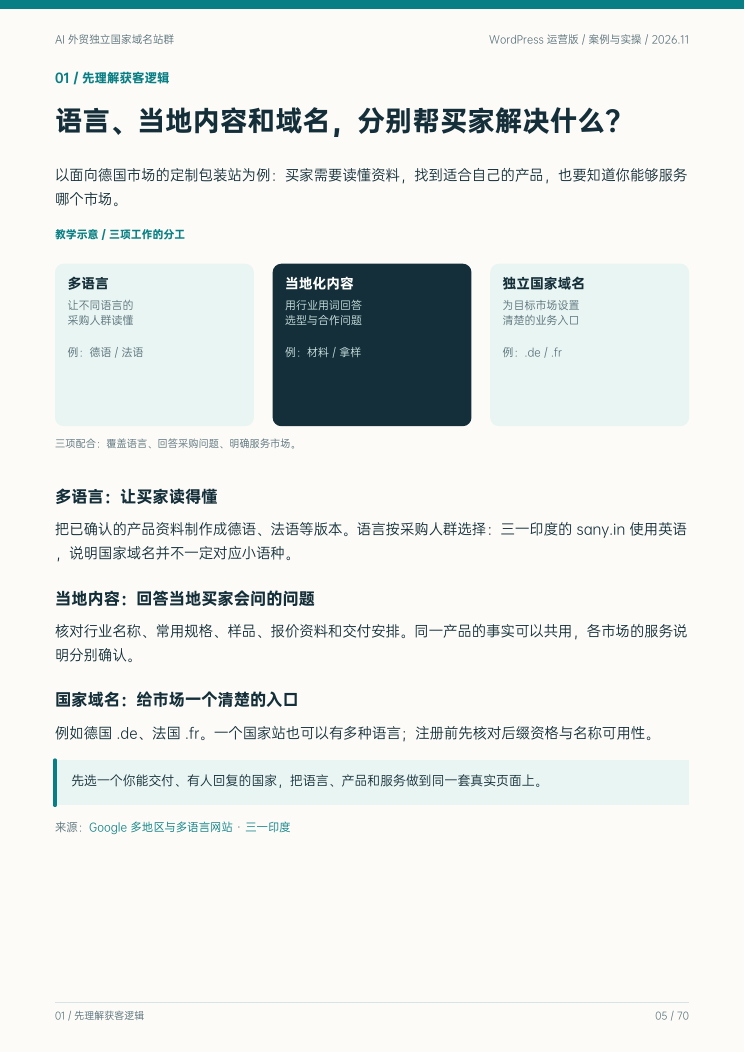 AI 外贸独立国家域名站群
WordPress 运营版 / 案例与实操 / 2026.11
01 / 先理解获客逻辑
语言、当地内容和域名，分别帮买家解决什么？
以面向德国市场的定制包装站为例：买家需要读懂资料，找到适合自己的产品，也要知道你能够服务
哪个市场。
教学示意 / 三项工作的分工
多语言
让不同语言的
采购人群读懂
例：德语 / 法语
当地化内容
用行业用词回答
选型与合作问题
例：材料 / 拿样
独立国家域名
为目标市场设置
清楚的业务入口
例：.de / .fr
三项配合：覆盖语言、回答采购问题、明确服务市场。
多语言：让买家读得懂
把已确认的产品资料制作成德语、法语等版本。语言按采购人群选择：三一印度的 sany.in 使用英语
，说明国家域名并不一定对应小语种。
当地内容：回答当地买家会问的问题
核对行业名称、常用规格、样品、报价资料和交付安排。同一产品的事实可以共用，各市场的服务说
明分别确认。
国家域名：给市场一个清楚的入口
例如德国 .de、法国 .fr。一个国家站也可以有多种语言；注册前先核对后缀资格与名称可用性。
先选一个你能交付、有人回复的国家，把语言、产品和服务做到同一套真实页面上。
来源：Google 多地区与多语言网站 · 三一印度
01 / 先理解获客逻辑
05 / 70